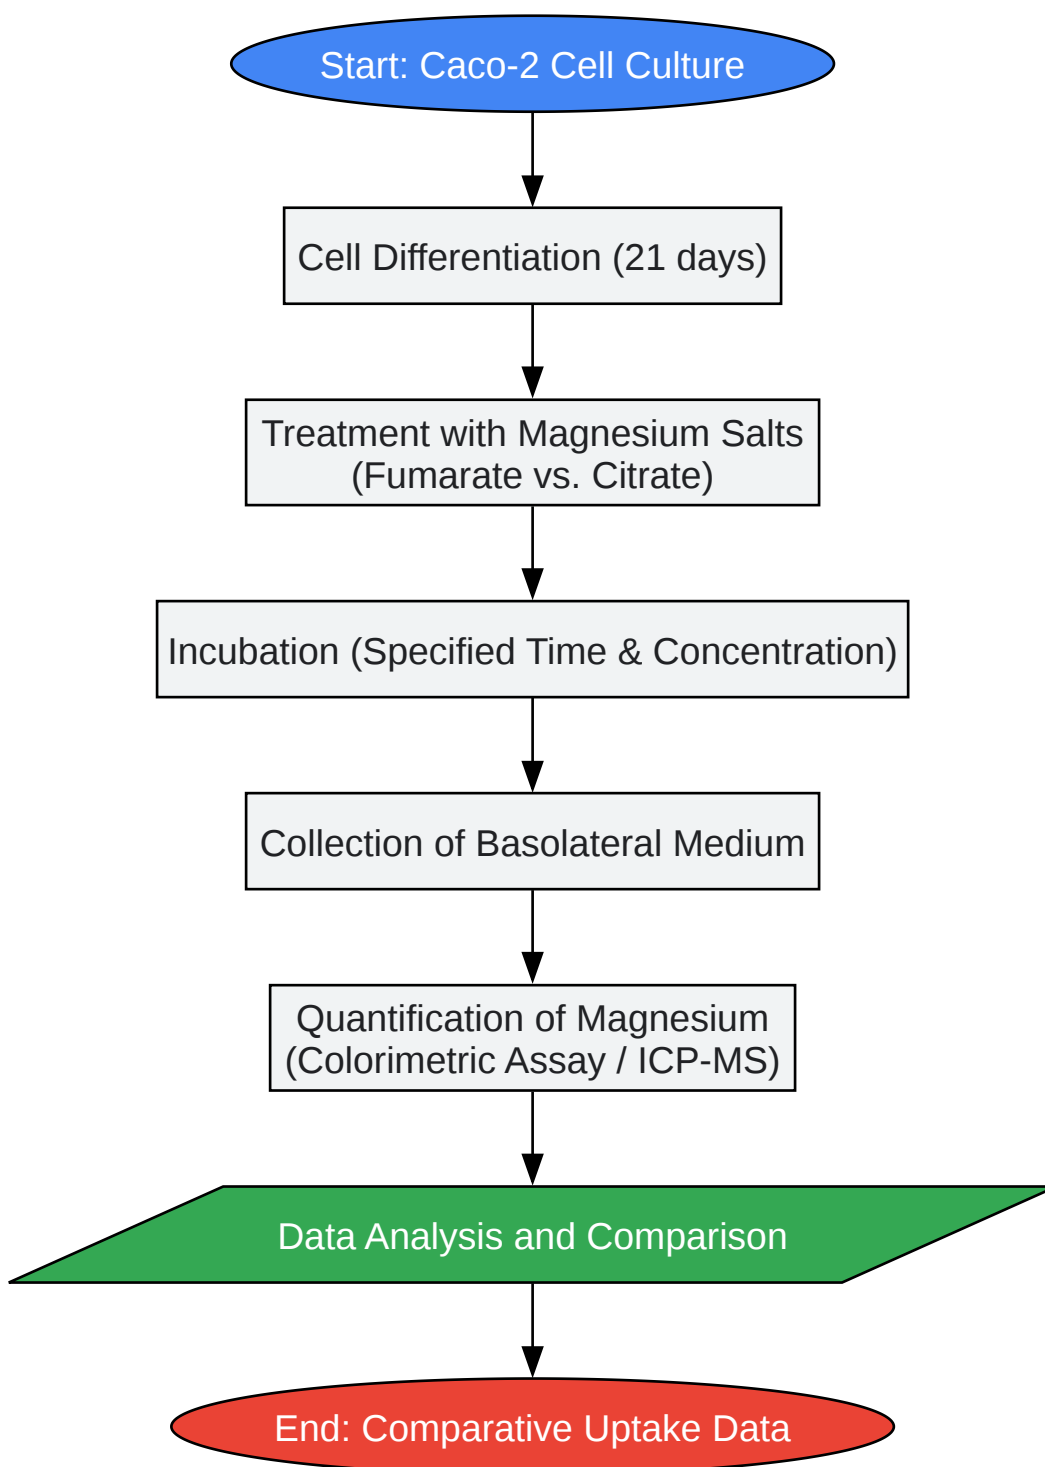 Start: Caco-2 Cell Culture
Cell Differentiation (21 days)
Treatment with Magnesium Salts
(Fumarate vs. Citrate)
Incubation (Specified Time & Concentration)
Collection of Basolateral Medium
Quantification of Magnesium
(Colorimetric Assay / ICP-MS)
Data Analysis and Comparison
End: Comparative Uptake Data